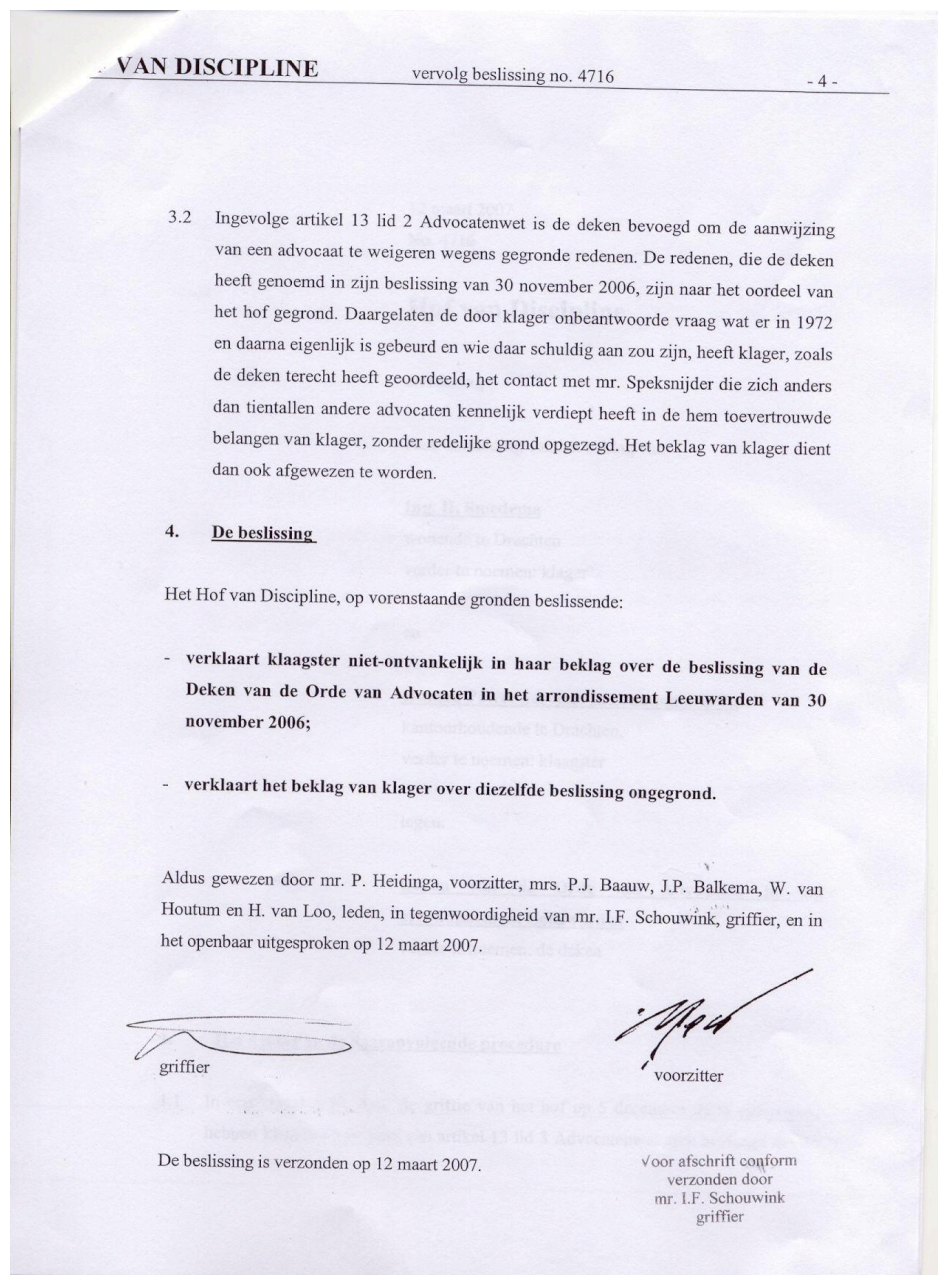 VAN DISCIPLINE vervolg beslissing no. 4716 - 4 -
3.2 Ingevolge artikel 13 lid 2 Advocatenwet is de deken bevoegd om de aanwijzing
van een advocaat te weigeren wegens gegronde redenen. De redenen, die de deken
heeft genoemd in zijn beslissing van 30 november 2006, zijn naar het oordeel van
het hof gegrond. Daargelaten de door klager onbeantwoorde vraag wat er in 1972
en daarna eigenlijk is gebeurd en wie daar schuldig aan zou zijn, heeft klager, zoals
de deken terecht heeft geoordeeld, het contact met mr. Speksnijder die zich anders
dan tientallen andere advocaten kennelijk verdiept heeft in de hem toevertrouwde
belangen van klager, zonder redelijke grond opgezegd. Het beklag van klager dient
dan ook afgewezen te worden.
4. De beslissing
Het Hof van Discipline, op vorenstaande gronden beslissende:
- verklaart klaagster niet-ontvankelijk in haar beklag over de beslissing van de
Deken van de Orde van Advocaten in het arrondissement Leeuwarden van 30
november 2006;
- verklaart het beklag van klager over diezelfde beslissing ongegrond.
Aldus gewezen door mr. P. Heidinga, voorzitter, mrs. P.J. Baauw, J.P. Balkema, W. van
Houtum en H. van Loo, leden, in tegenwoordigheid van mr. I.F. Schouwink, griffier, en in
het openbaar uitgesproken op 12 maart 2007.
griffier
voorzitter
De beslissing is verzonden op 12 maart 2007.
Voor afschrift conform
verzonden door
mr. I.F. Schouwink
griffier